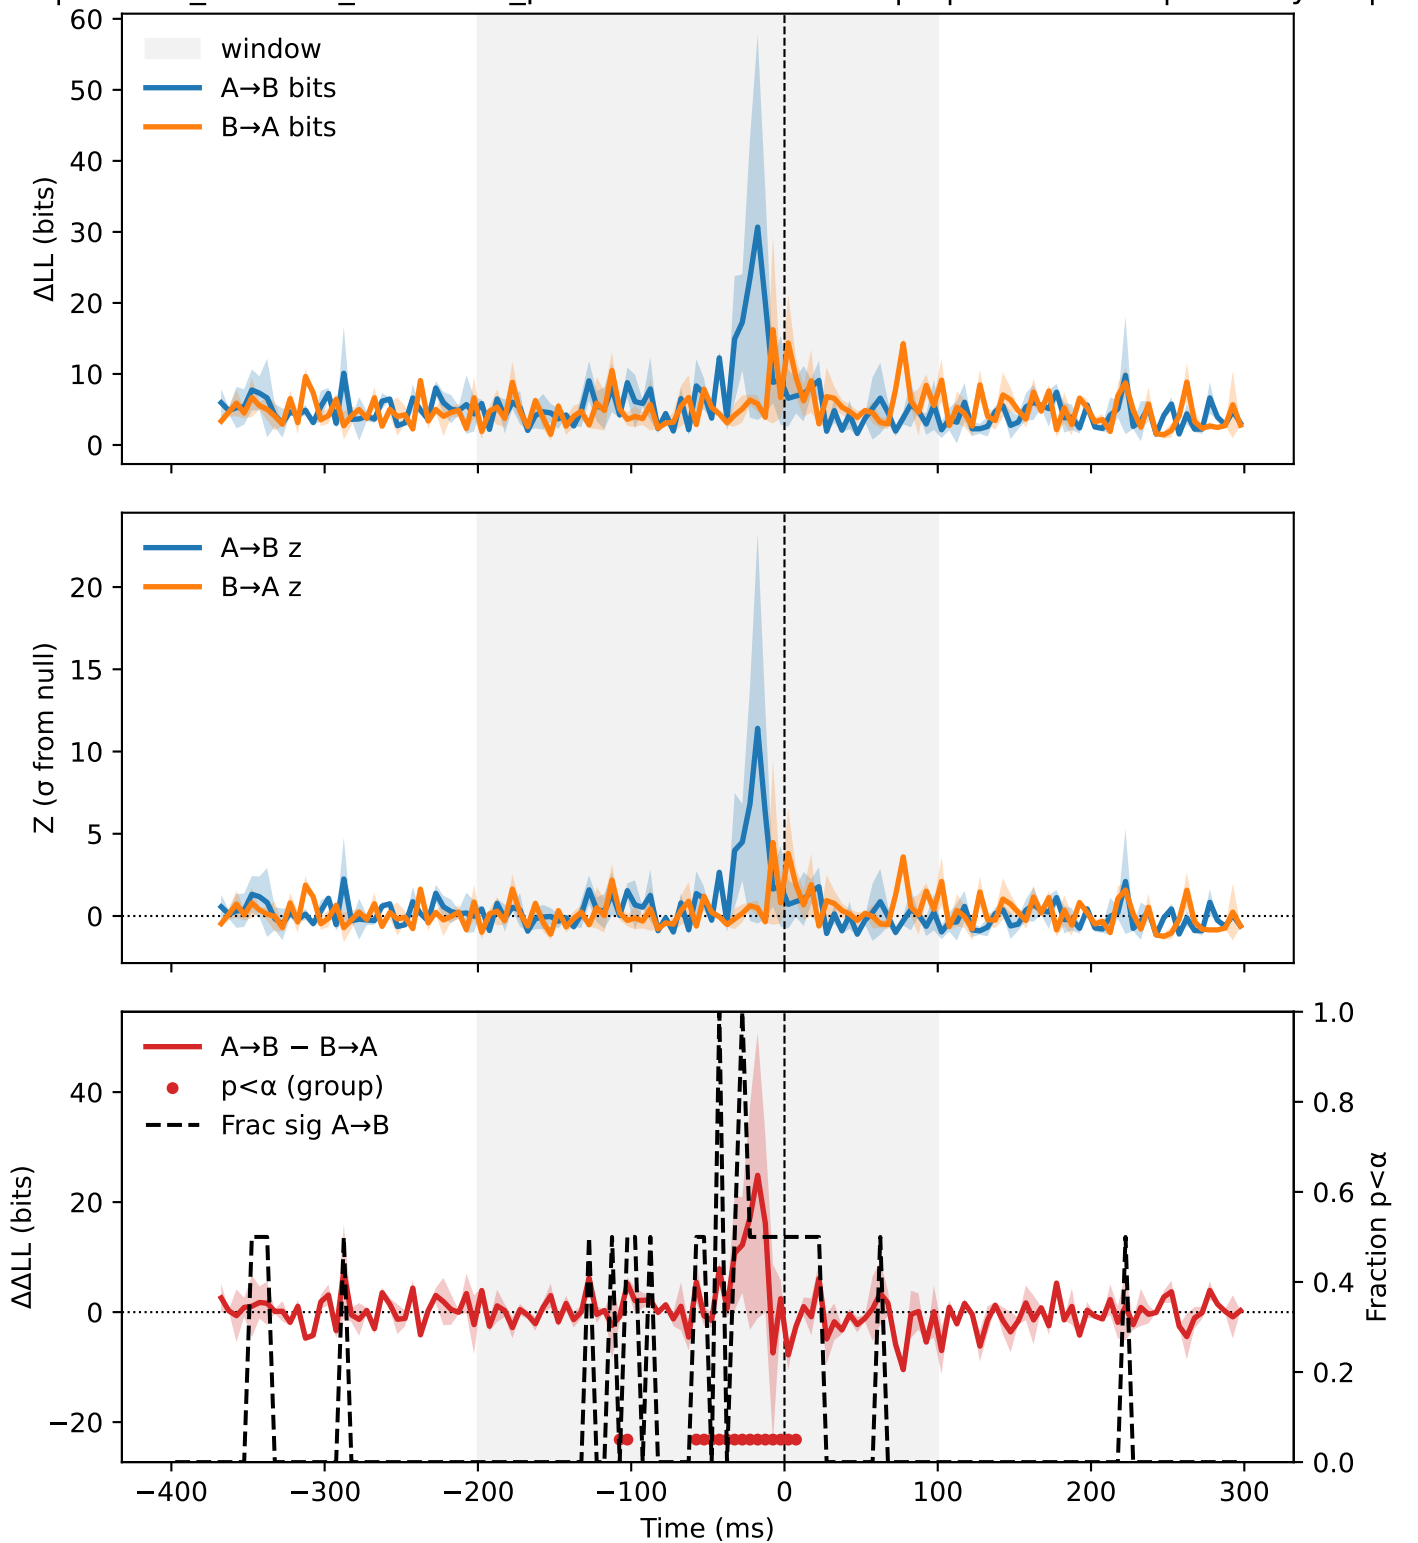 60
window
50
A→B bits
B→A bits
40
ΔLL (bits)
30
20
10
0
A→B z
20
B→A z
15
Z (σ from null)
10
5
0
1.0
A→B − B→A
40
p<α (group)
0.8
Frac sig A→B
20
0.6
ΔΔLL (bits)
Fraction p<α
0
0.4
0.2
−20
0.0
−400 −300 −200 −100 0 100 200 300
Time (ms)